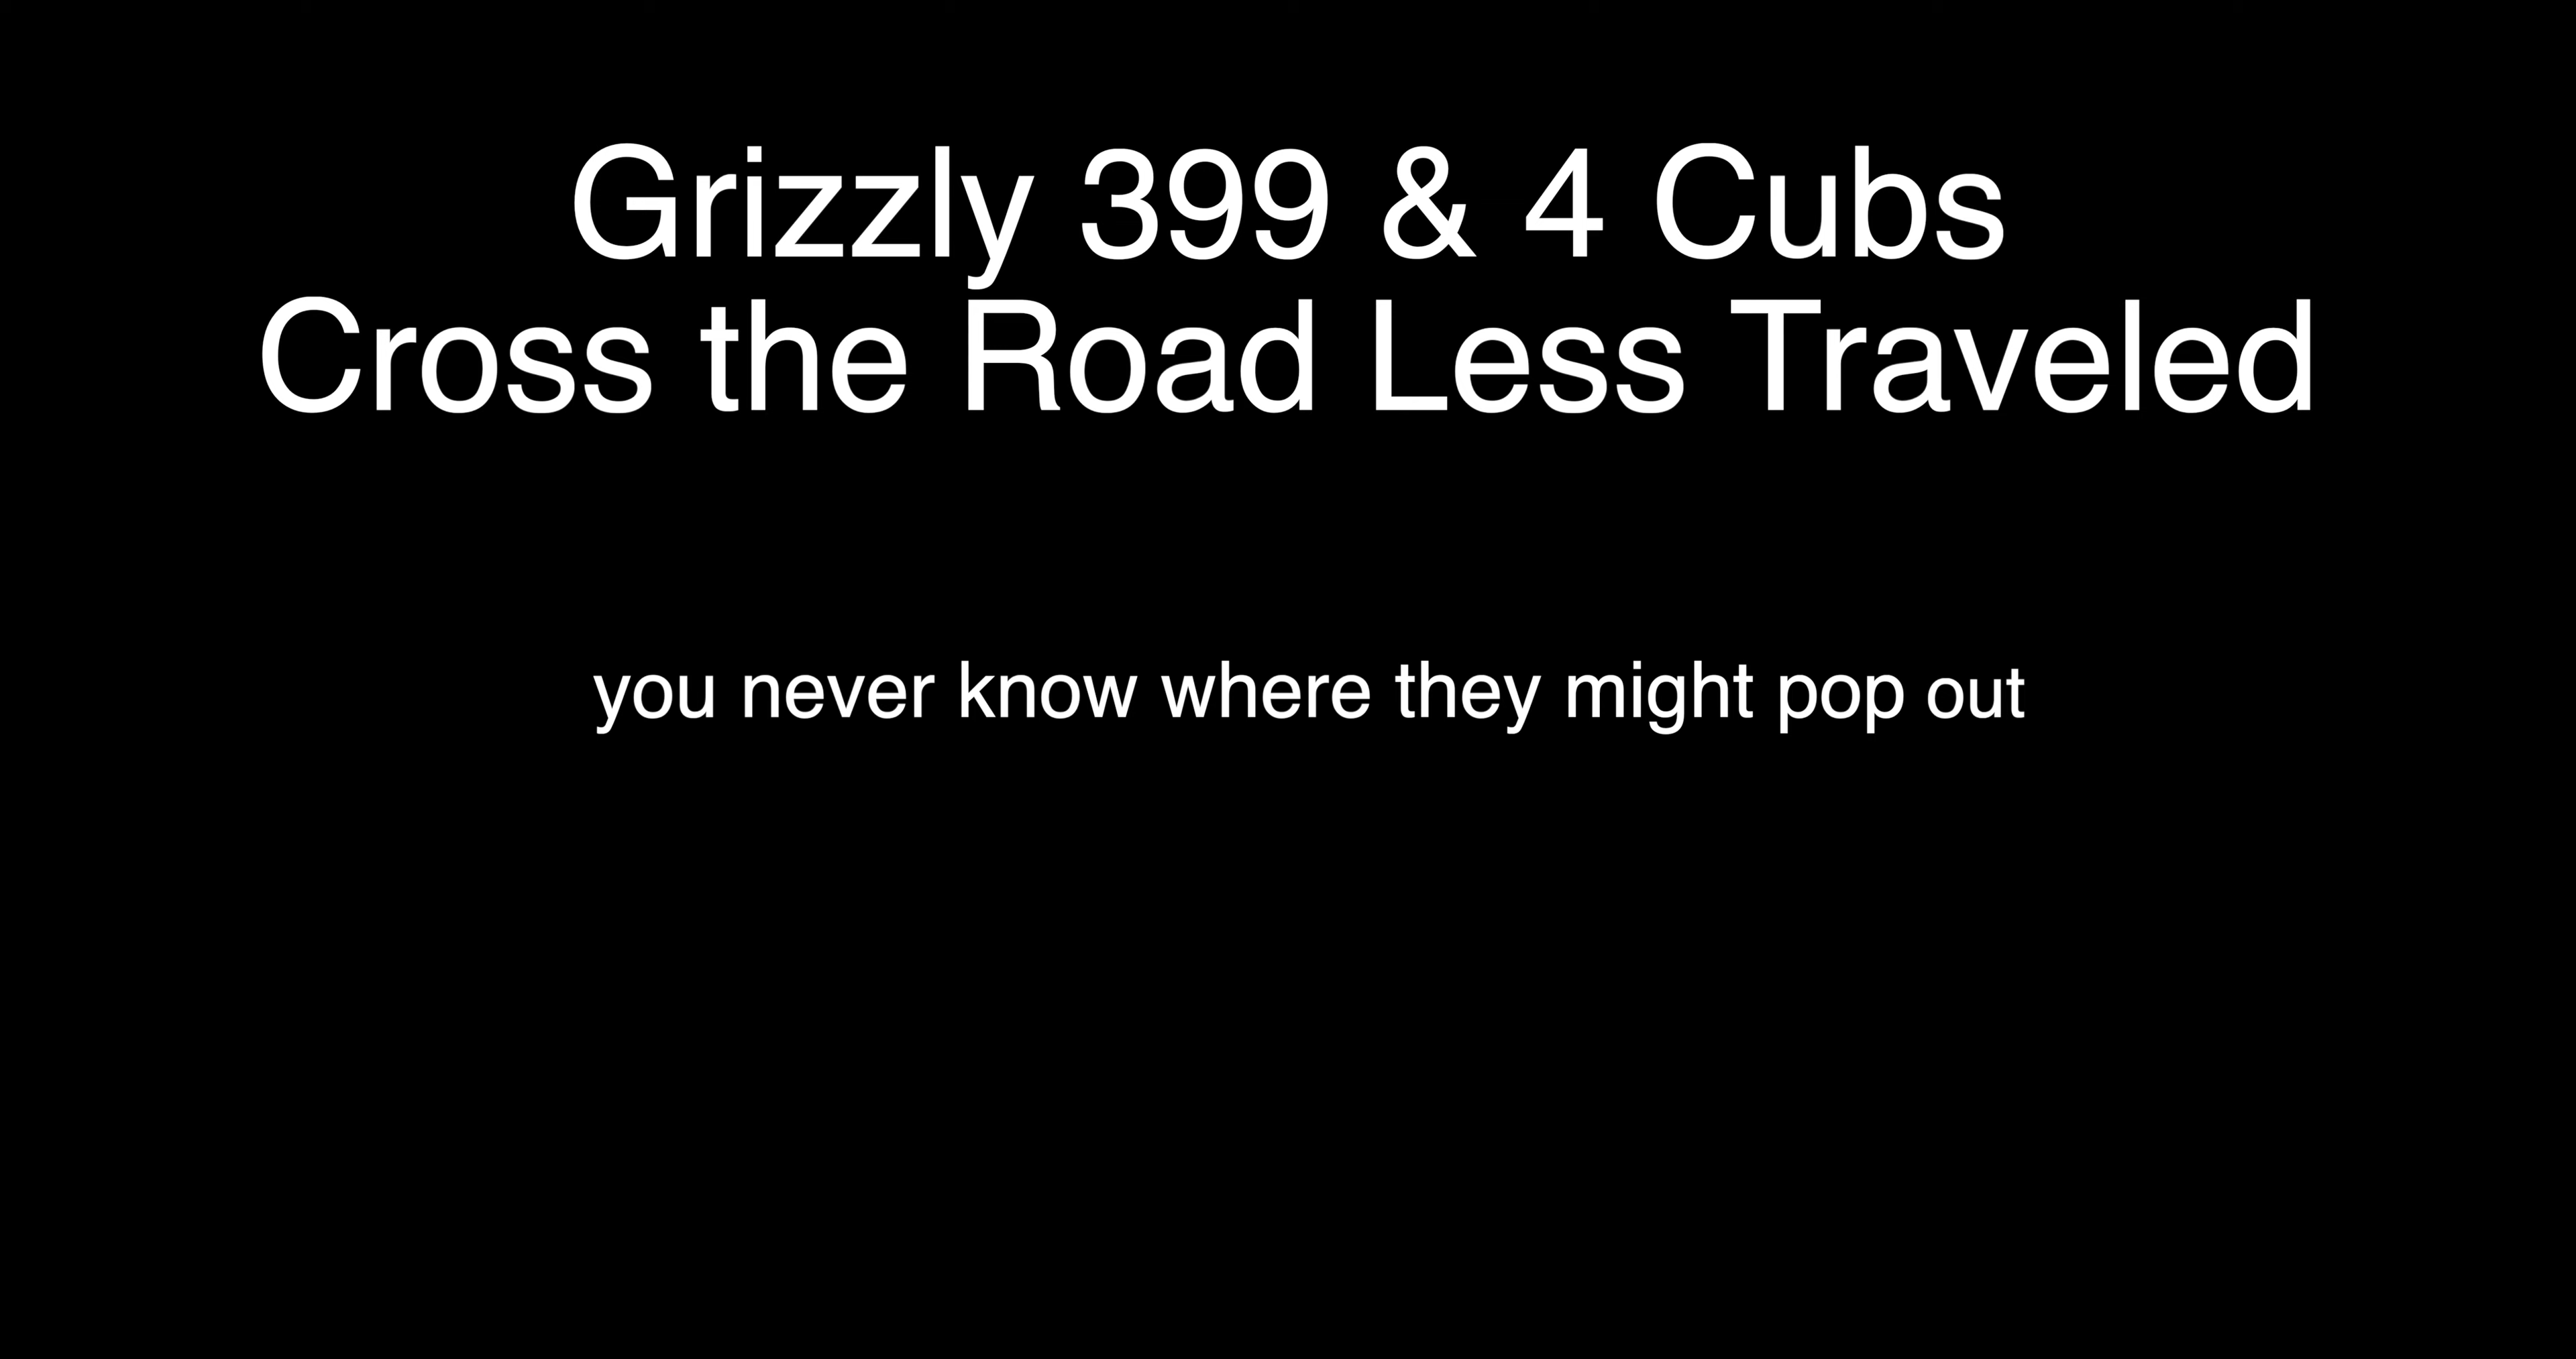 Grizzly 399 & 4 Cubs
Cross the Road Less Traveled
you never know where they might pop out